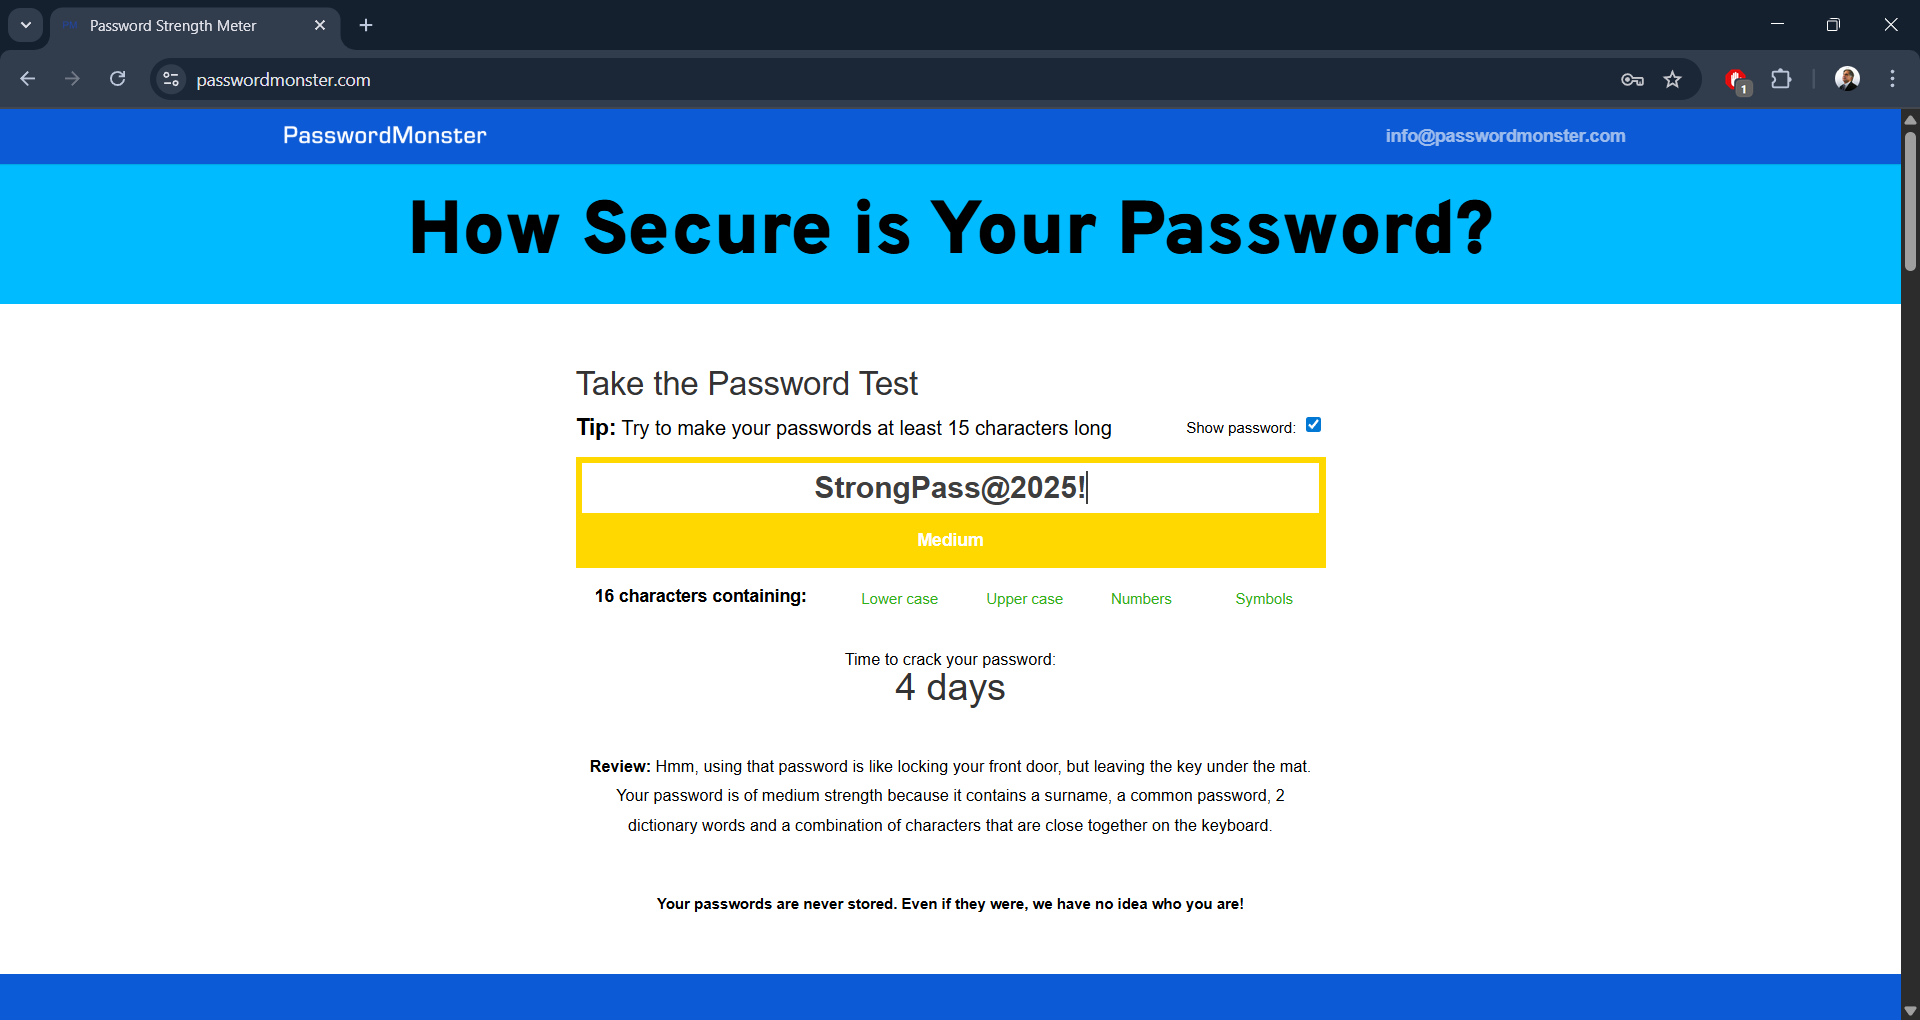 Password Strength Meter
passwordmonster.com
1
PasswordMonster
info@passwordmonster.com
How Secure is Your Password?
Take the Password Test
Tip: Try to make your passwords at least 15 characters long
Show password:
StrongPass@2025!
Medium
16 characters containing:
Lower case
Upper case
Numbers
Symbols
Time to crack your password:
4 days
Review: Hmm, using that password is like locking your front door, but leaving the key under the mat.
Your password is of medium strength because it contains a surname, a common password, 2
dictionary words and a combination of characters that are close together on the keyboard.
Your passwords are never stored. Even if they were, we have no idea who you are!